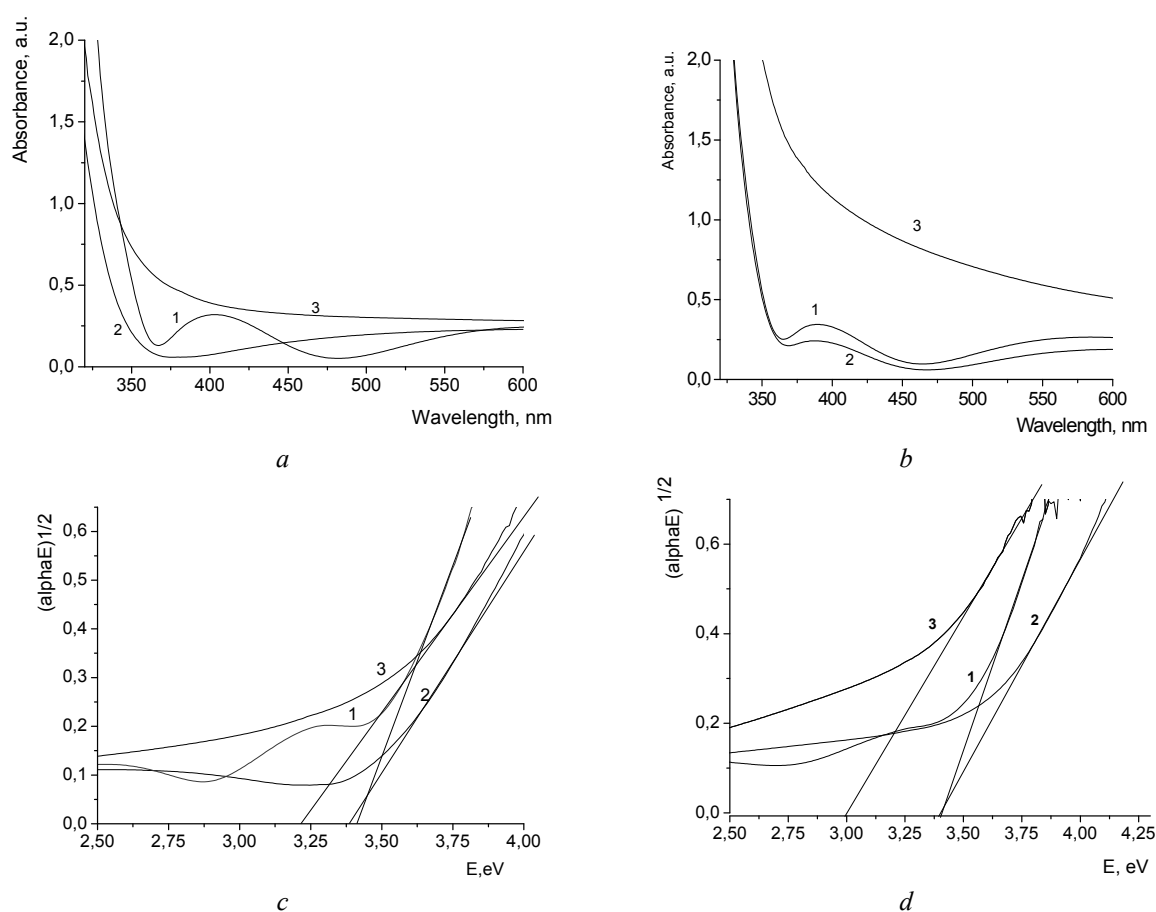 Absorbance, a.u.
2,0
1,5
1,0
0,5
0,0
1
2
3
350 400 450 500 550 600
Wavelength, nm
a
Absorbance, a.u.
2,0
1,5
1,0
0,5
0,0
3
1
2
350 400 450 500 550 600
Wavelength, nm
b
(alphaE)1/2
0,6
0,5
0,4
0,3
0,2
0,1
0,0
3
2
1
2,50 2,75 3,00 3,25 3,50 3,75 4,00
E,eV
c
(alphaE) 1/2
0,6
0,4
0,2
0,0
3
2
1
2,50 2,75 3,00 3,25 3,50 3,75 4,00 4,25
E, eV
d